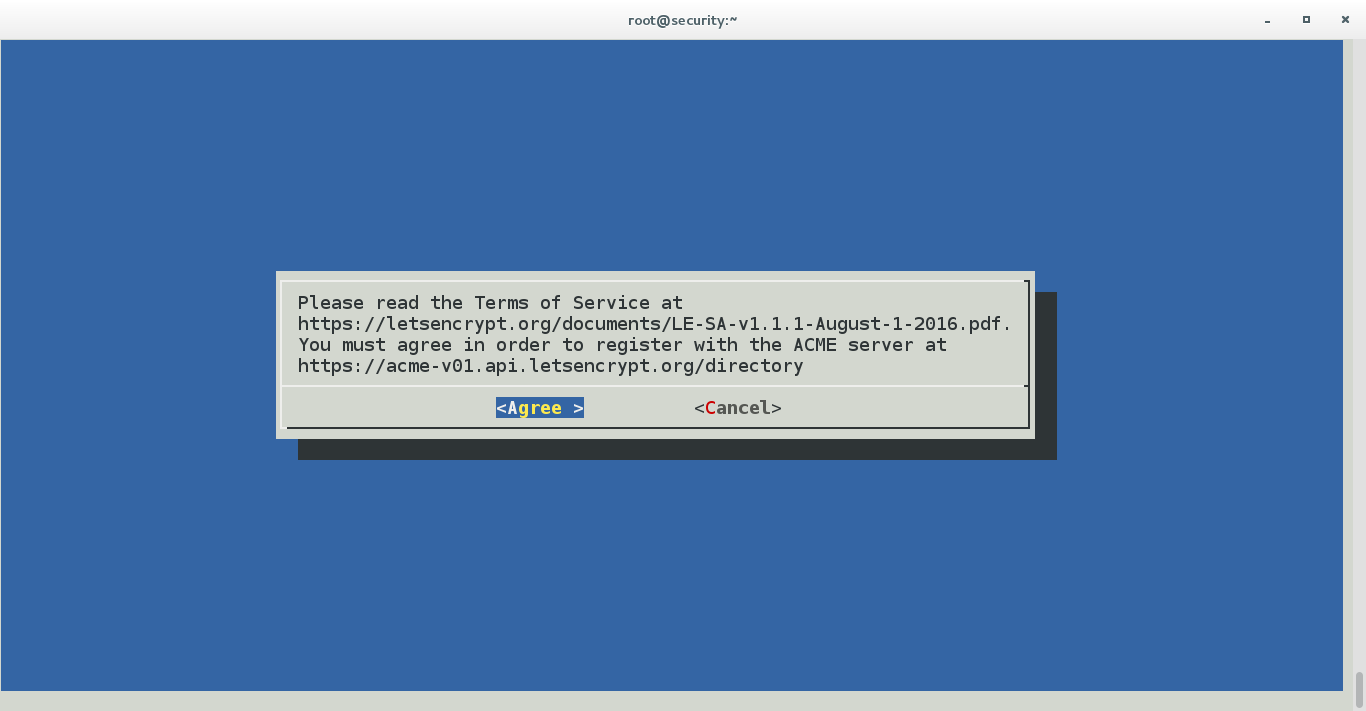 root@security:~
Please read the Terms of Service at
https://letsencrypt.org/documents/LE-SA-v1.1.1-August-1-2016.pdf.
You must agree in order to register with the ACME server at
https://acme-v01.api.letsencrypt.org/directory
<Agree > <Cancel>